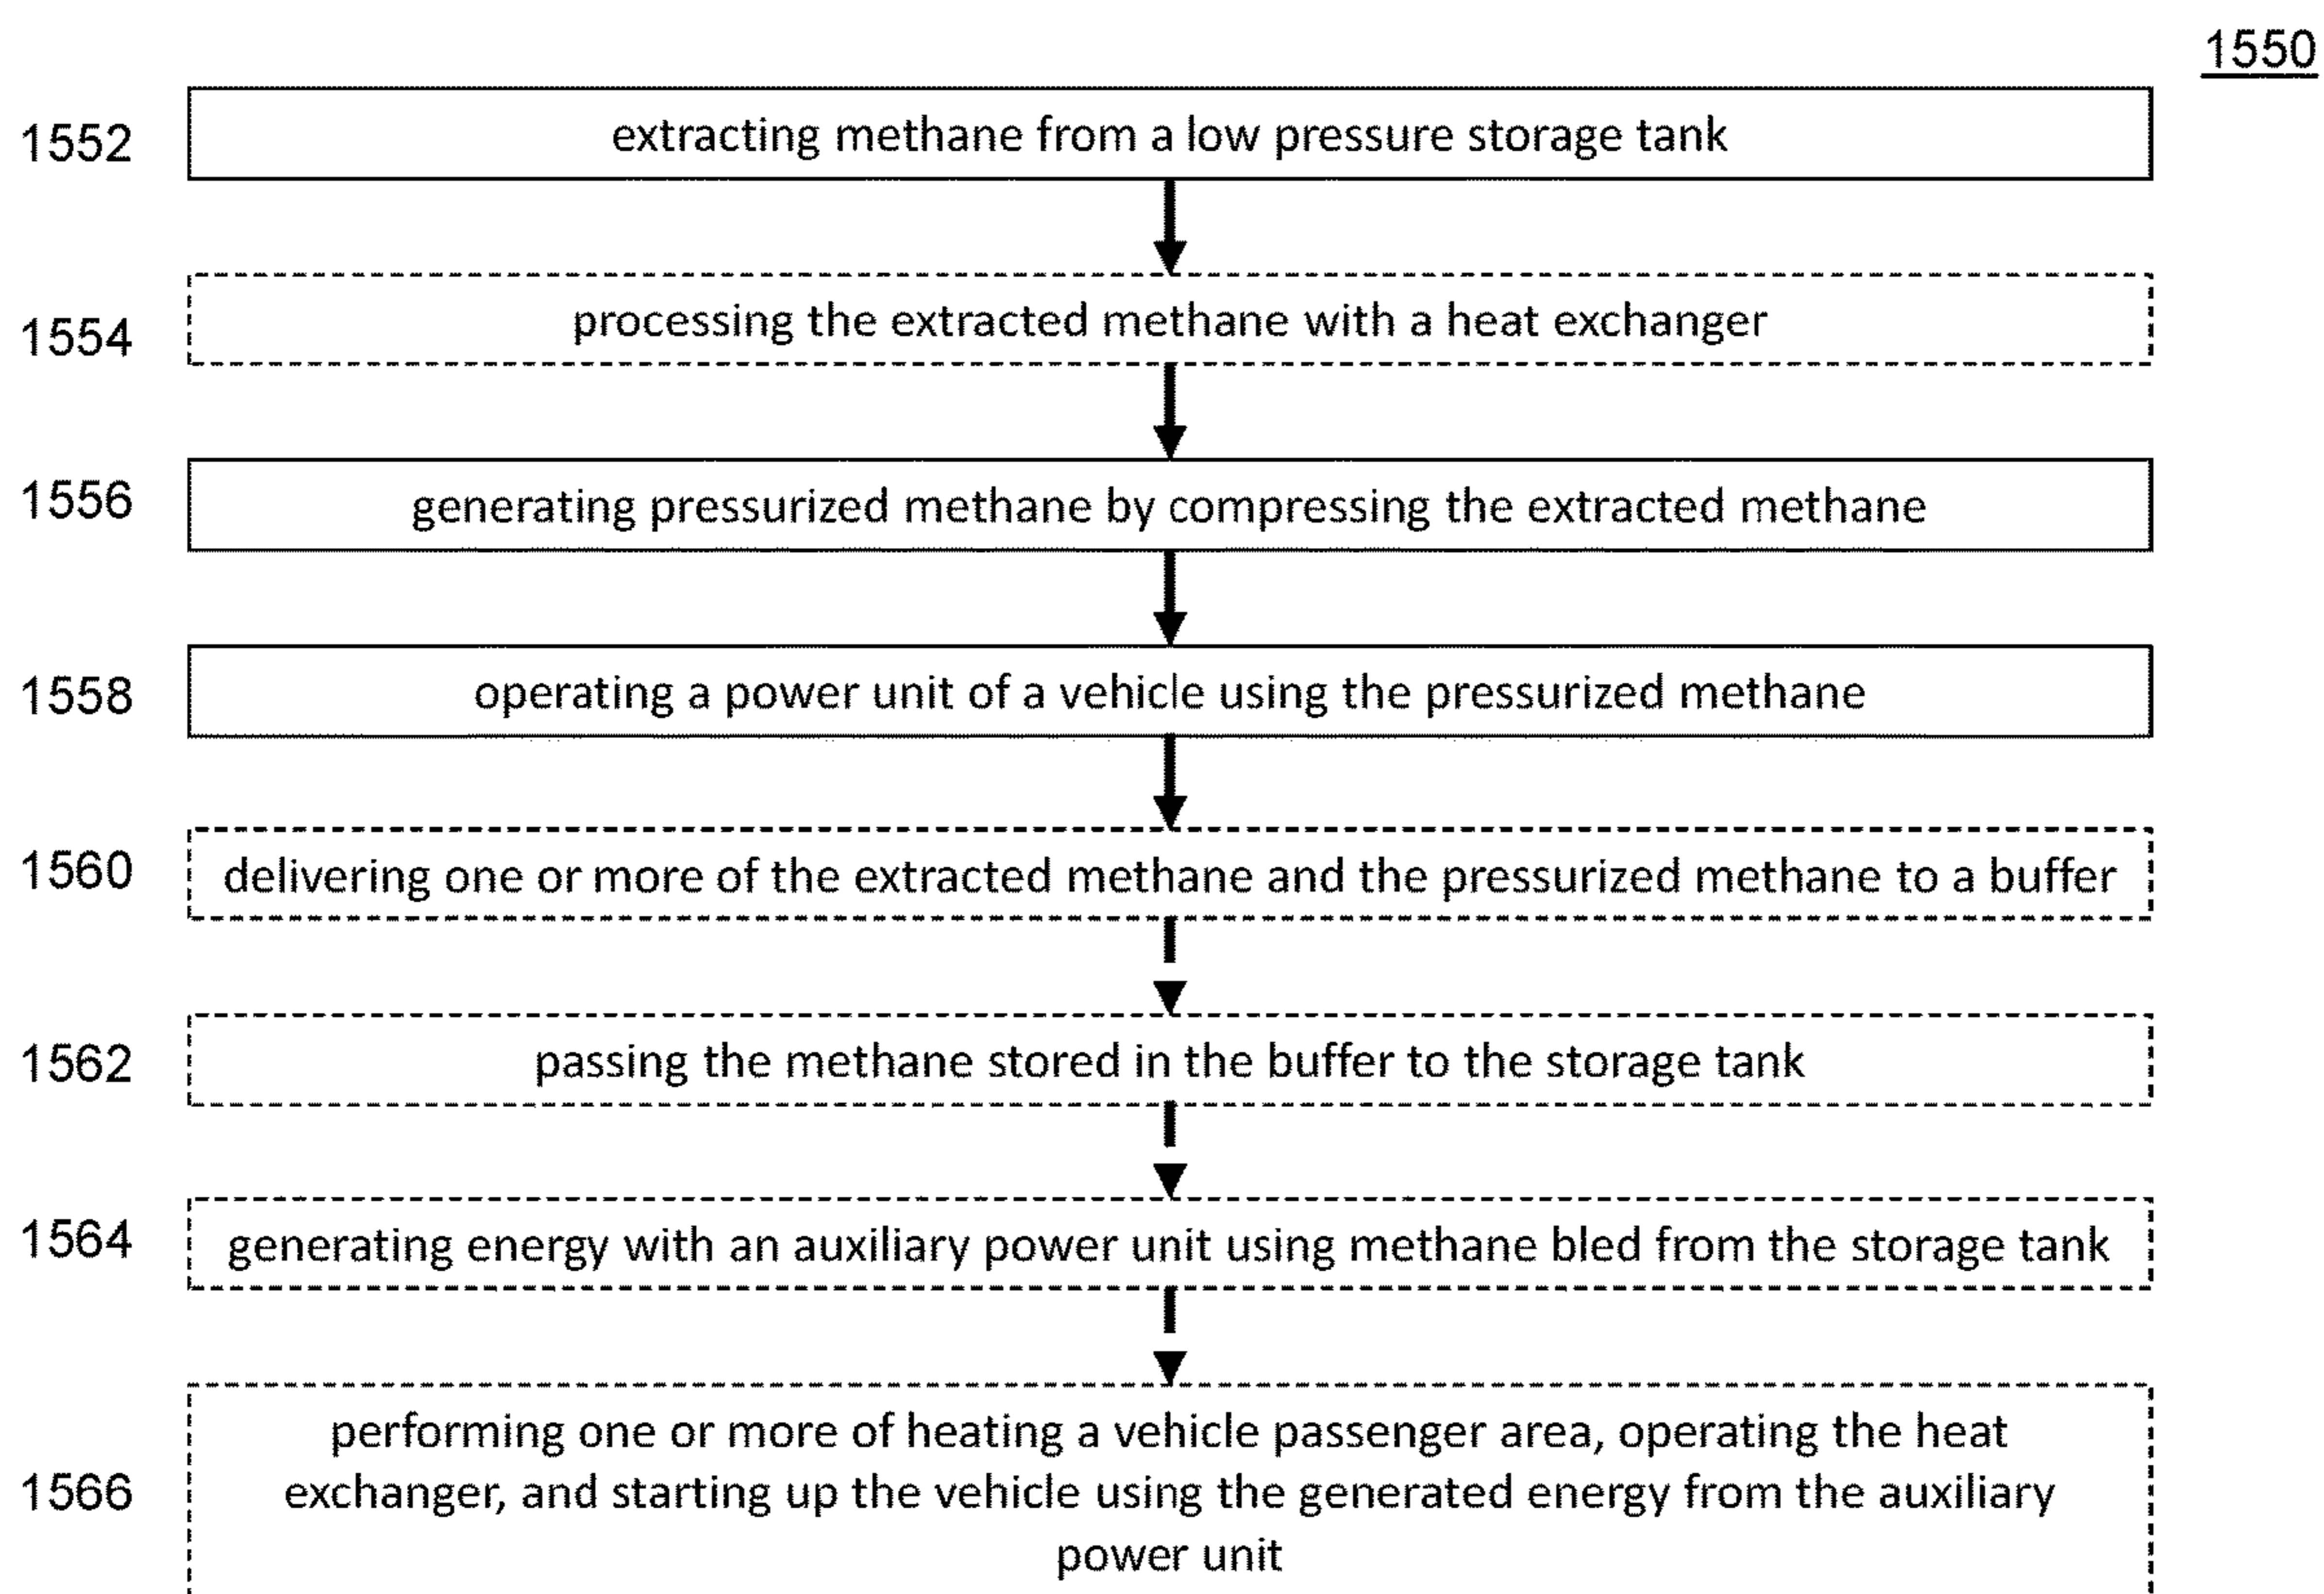 1550
1552
extracting methane from a low pressure storage tank
1554
processing the extracted methane with a heat exchanger
1556
generating pressurized methane by compressing the extracted methane
1558
operating a power unit of a vehicle using the pressurized methane
1560
delivering one or more of the extracted methane and the pressurized methane to a buffer
1562
passing the methane stored in the buffer to the storage tank
1564
generating energy with an auxiliary power unit using methane bled from the storage tank
1566
performing one or more of heating a vehicle passenger area, operating the heat
exchanger, and starting up the vehicle using the generated energy from the auxiliary
power unit